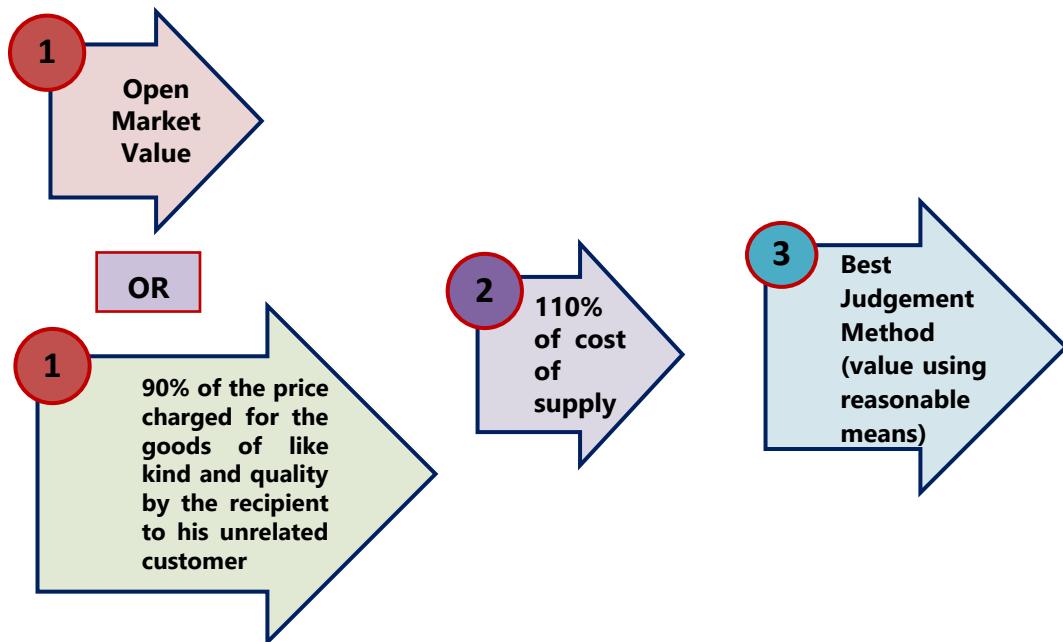 1
Open
Market
Value
OR
1
90% of the price
charged for the
goods of like
kind and quality
by the recipient
to his unrelated
customer
2
110%
of cost
of
supply
3
Best
Judgement
Method
(value using
reasonable
means)